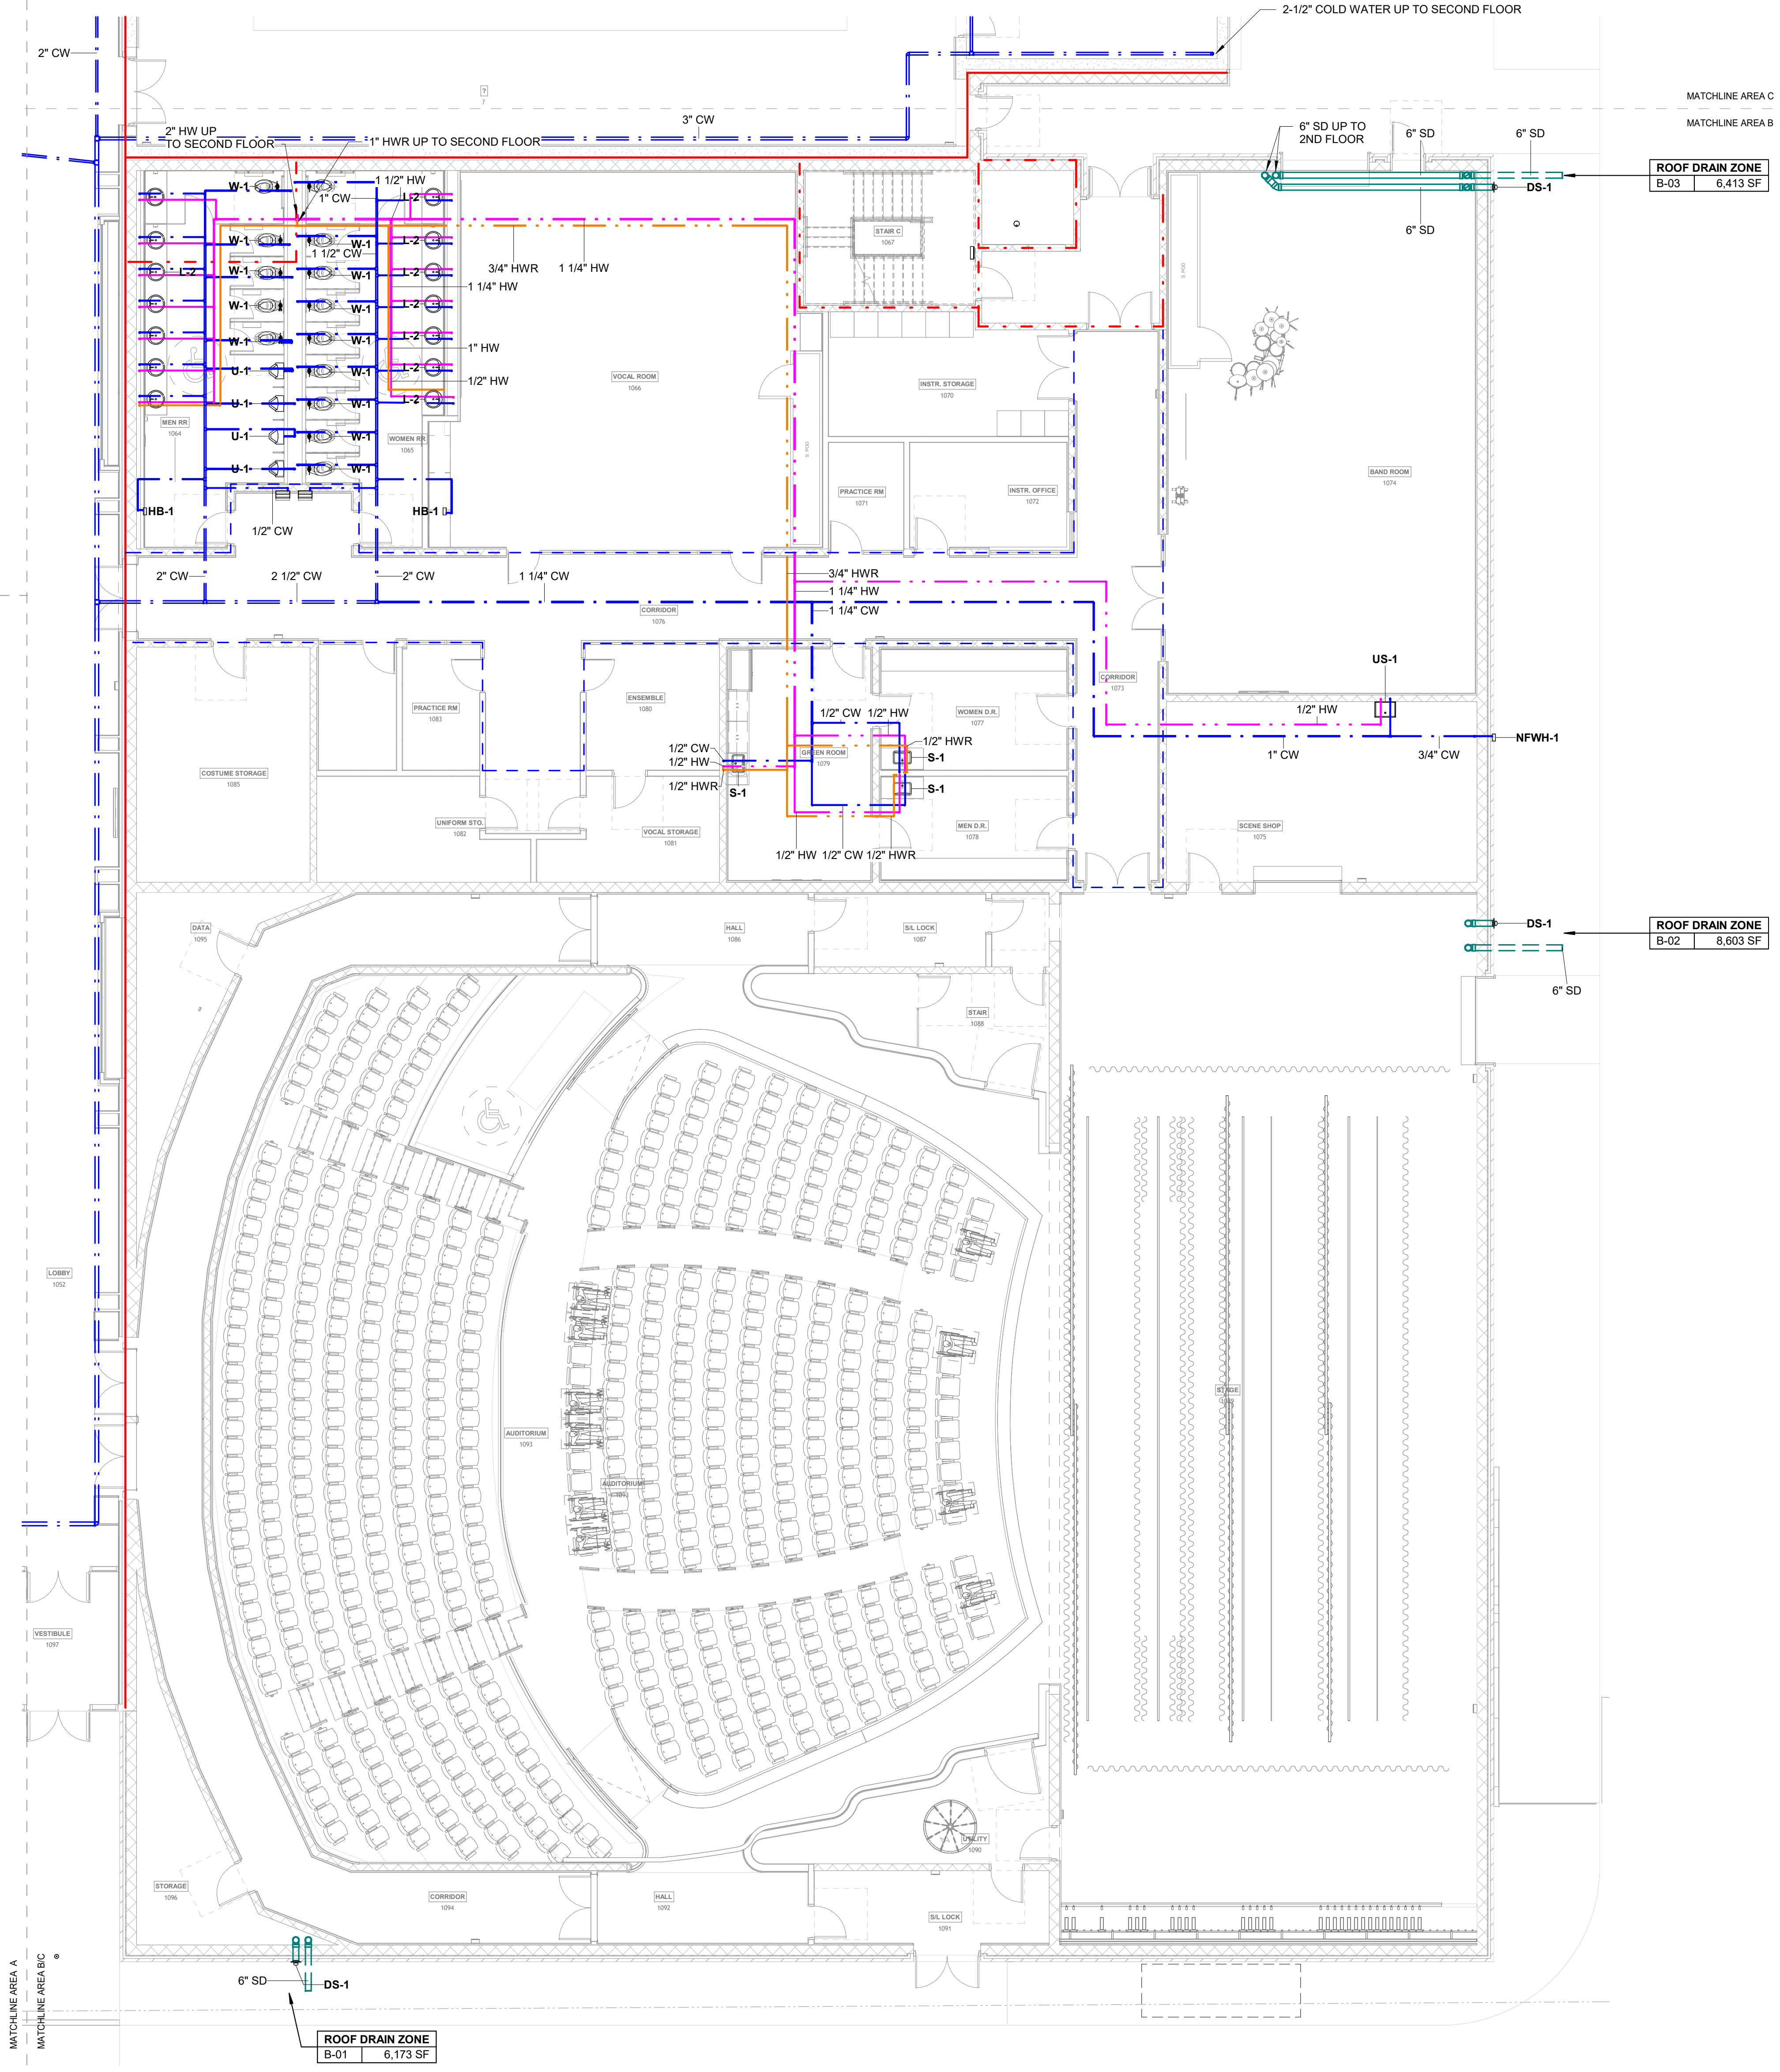 2-1/2" COLD WATER UP TO SECOND FLOOR
2" CW
?
7
MATCHLINE AREA C
MATCHLINE AREA B
3" CW
2" HW UP
TO SECOND FLOOR
1" HWR UP TO SECOND FLOOR
6" SD UP TO
2ND FLOOR
6" SD
6" SD
ROOF DRAIN ZONE
B-03 6,413 SF
DS-1
6" SD
W-1
1 1/2" HW
1" CW
L-2
W-1
W-1
L-2
1 1/2" CW
STAIR C
1067
3/4" HWR
1 1/4" HW
L-2
W-1
W-1
L-2
1 1/4" HW
W-1
W-1
L-2
W-1
W-1
L-2
1" HW
U-1
W-1
L-2
1/2" HW
U-1
W-1
L-2
VOCAL ROOM
1066
S. POD
S. POD
INSTR. STORAGE
1070
MEN RR
1064
U-1
W-1
WOMEN RR
1065
U-1
W-1
BAND ROOM
1074
PRACTICE RM
1071
INSTR. OFFICE
1072
HB-1
HB-1
1/2" CW
2" CW
2 1/2" CW
2" CW
1 1/4" CW
3/4" HWR
1 1/4" HW
1 1/4" CW
CORRIDOR
1076
US-1
CORRIDOR
1073
ENSEMBLE
1080
PRACTICE RM
1083
WOMEN D.R.
1077
1/2" CW
1/2" HW
1/2" HW
1/2" HWR
1/2" CW
1/2" HW
1/2" HWR
GREEN ROOM
1079
S-1
S-1
S-1
1" CW
3/4" CW
NFWH-1
COSTUME STORAGE
1085
UNIFORM STO.
1082
VOCAL STORAGE
1081
MEN D.R.
1078
SCENE SHOP
1075
1/2" HW
1/2" CW
1/2" HWR
DATA
1095
HALL
1086
S/L LOCK
1087
DS-1
ROOF DRAIN ZONE
B-02 8,603 SF
6" SD
STAIR
1088
LOBBY
1052
AUDITORIUM
1093
AUDITORIUM
STAGE
VESTIBULE
1097
UTILITY
1090
STORAGE
1096
CORRIDOR
1094
HALL
1092
S/L LOCK
1091
6" SD
DS-1
MATCHLINE AREA A
MATCHLINE AREA B/C
ROOF DRAIN ZONE
B-01 6,173 SF